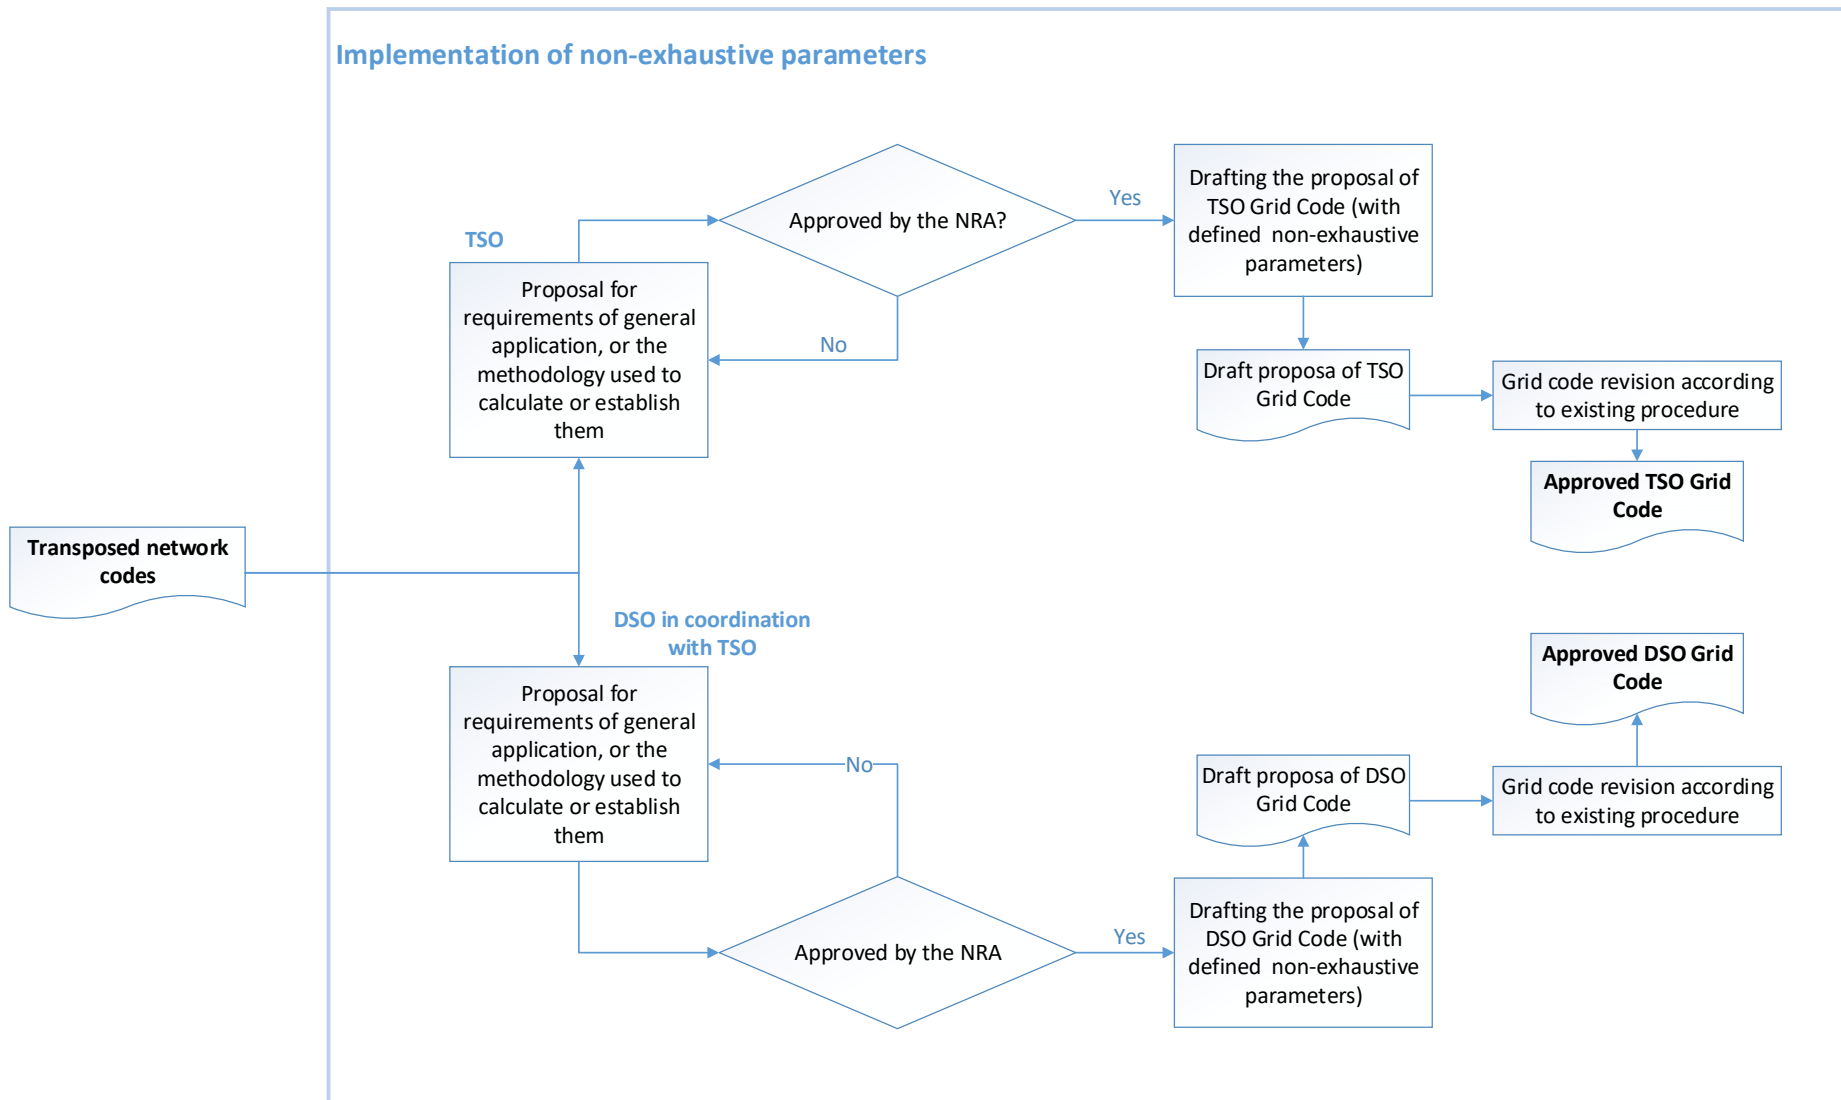 Implementation of non-exhaustive parameters
TSO
Proposal for
requirements of general
application, or the
methodology used to
calculate or establish
them
Approved by the NRA?
Yes
No
Drafting the proposal of
TSO Grid Code (with
defined  non-exhaustive
parameters)
Draft proposa of TSO
Grid Code
Grid code revision according
to existing procedure
Approved TSO Grid
Code
Transposed network
codes
DSO in coordination
with TSO
Proposal for
requirements of general
application, or the
methodology used to
calculate or establish
them
No
Approved by the NRA
Yes
Drafting the proposal of
DSO Grid Code (with
defined  non-exhaustive
parameters)
Draft proposa of DSO
Grid Code
Grid code revision according
to existing procedure
Approved DSO Grid
Code